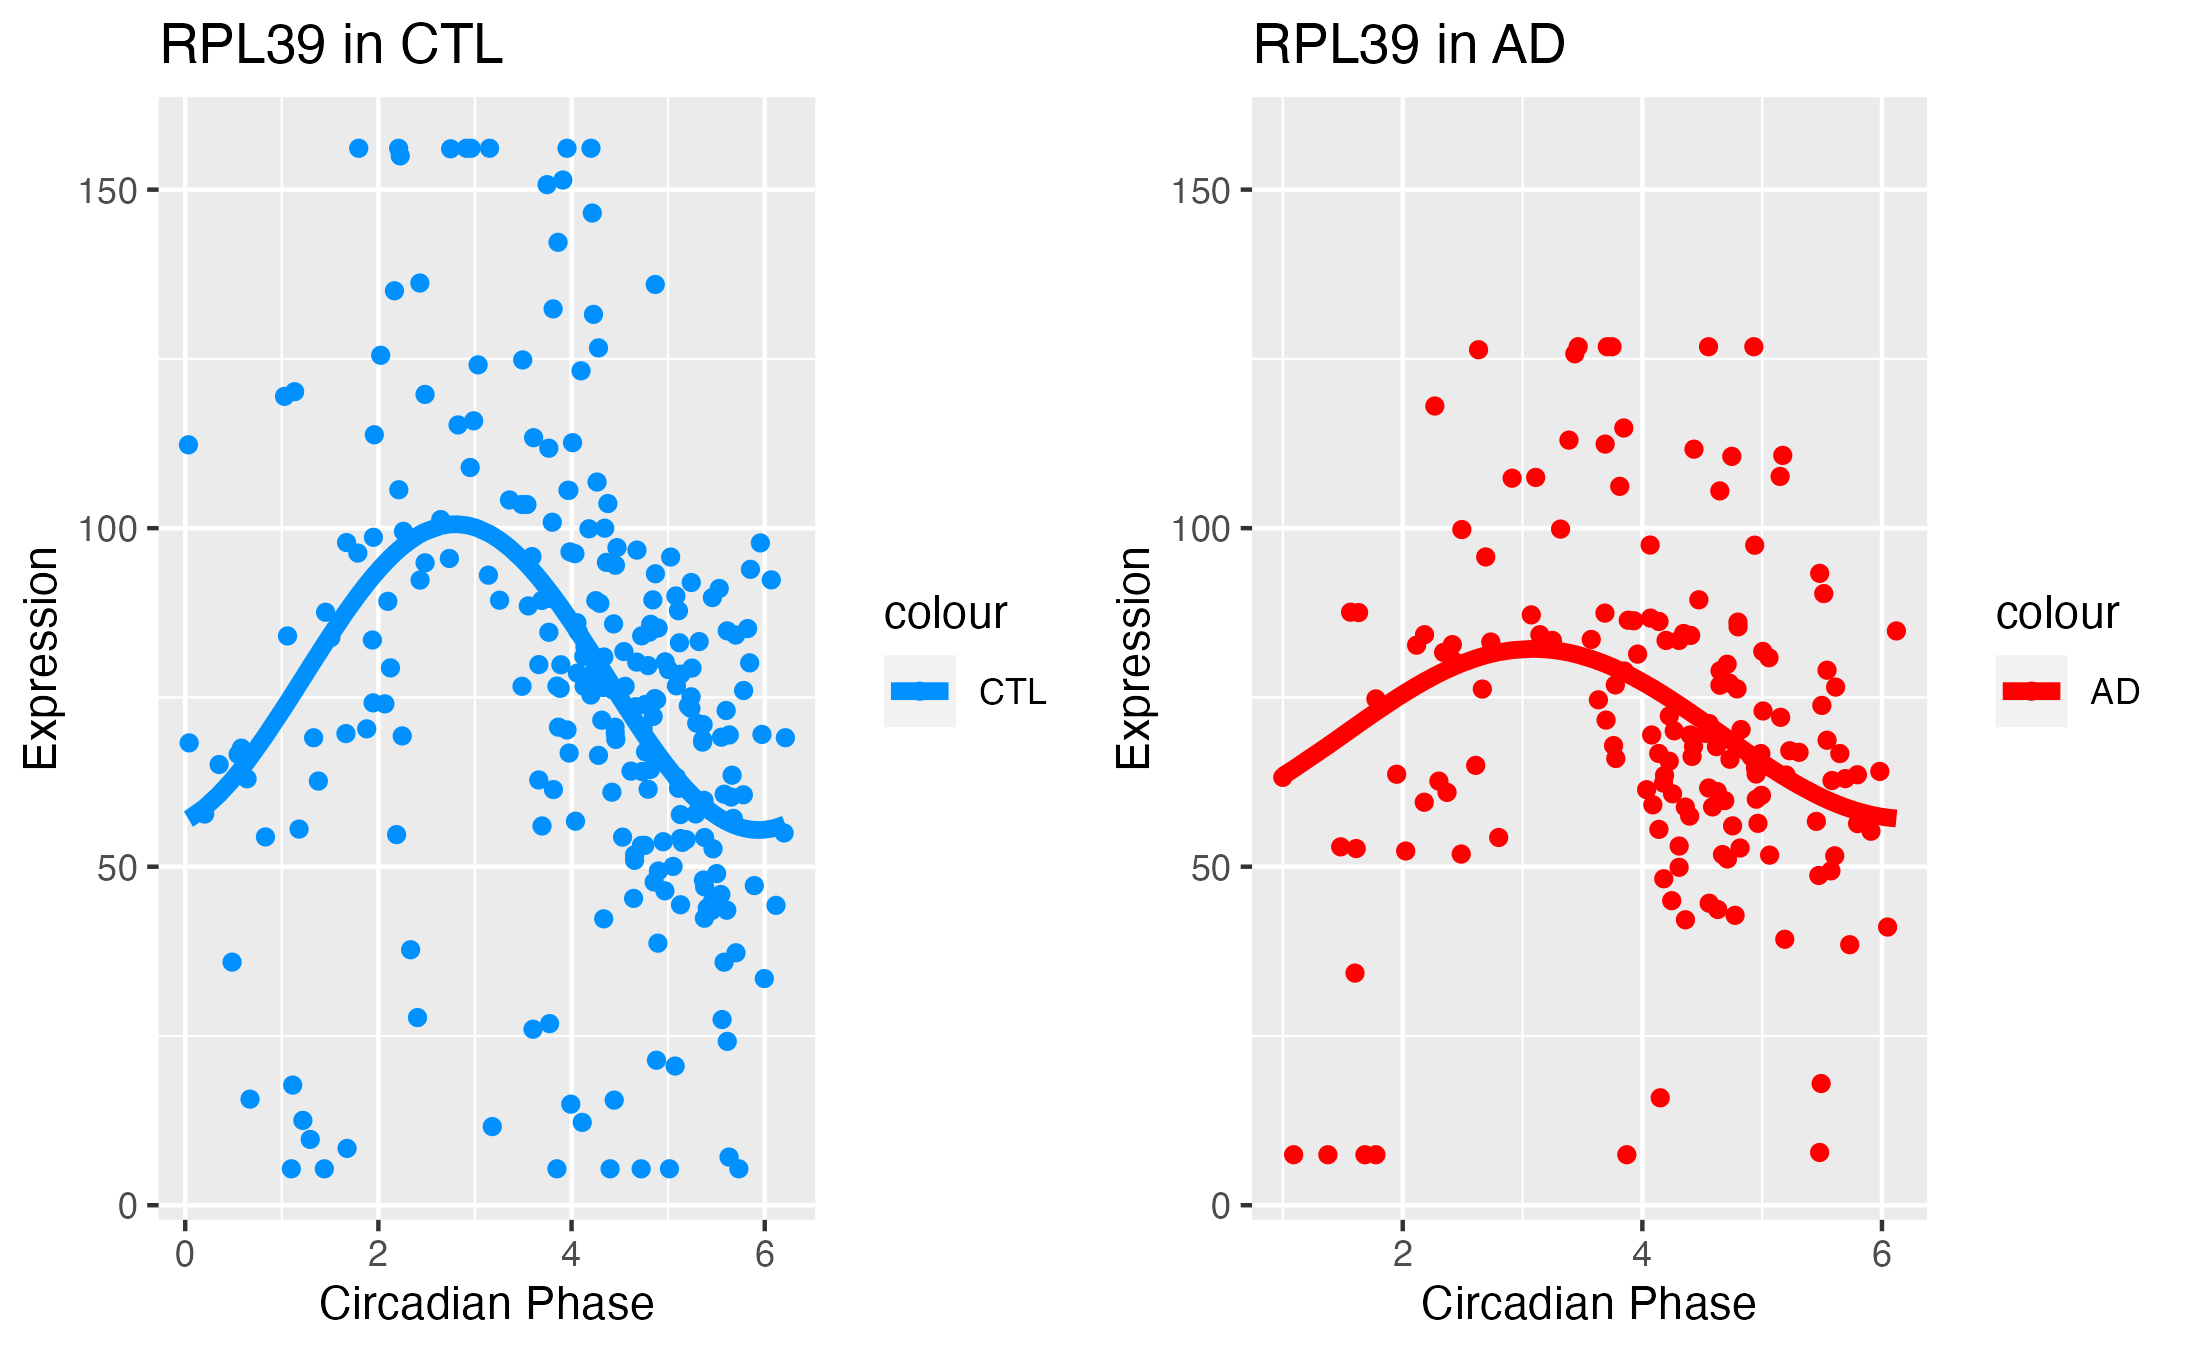 RPL39 in CTL
150
100
50
0
Expression
0 2 4 6
Circadian Phase
colour
CTL
RPL39 in AD
150
100
50
0
Expression
2 4 6
Circadian Phase
colour
AD